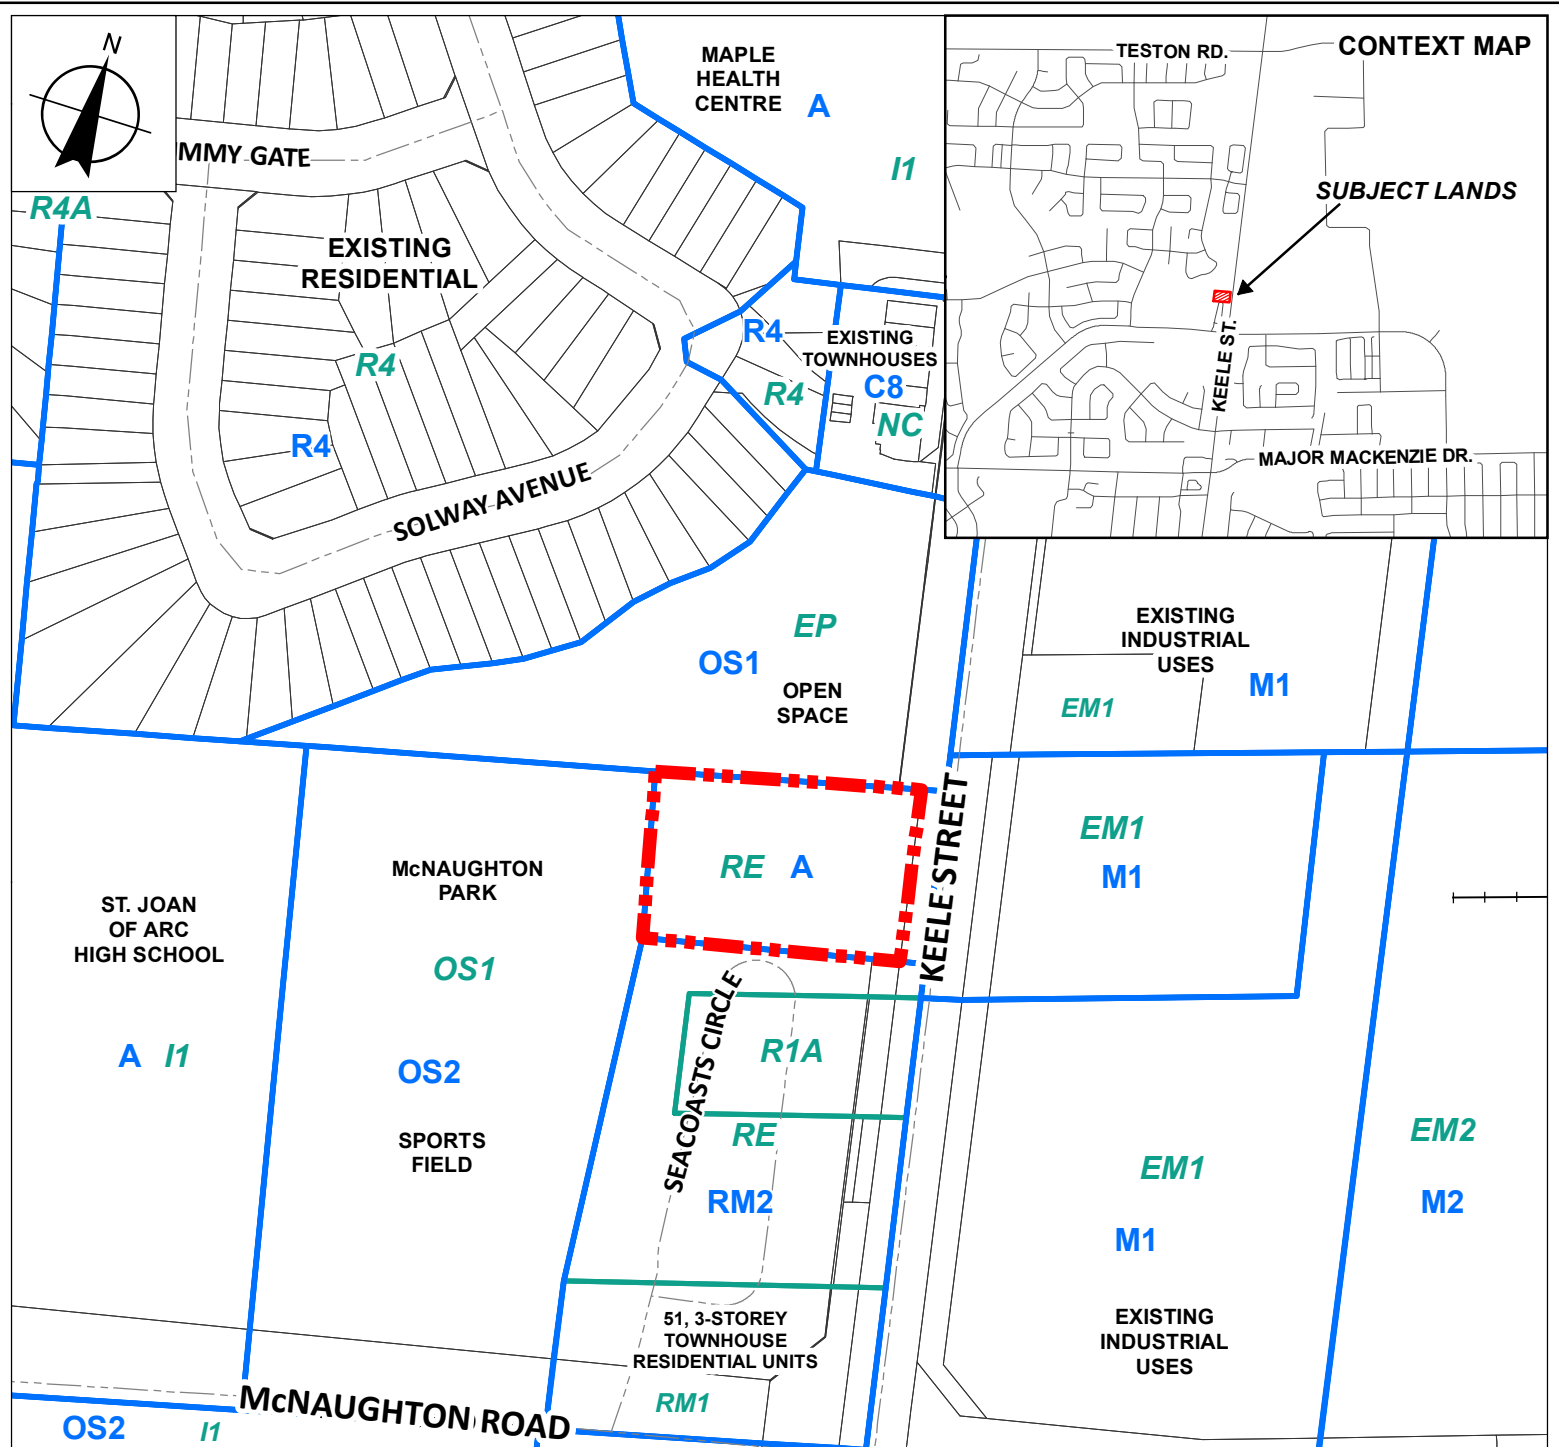 N
MAPLE
HEALTH
CENTRE
A
I1
TESTON RD.
CONTEXT MAP
SUBJECT LANDS
KEELE ST.
MAJOR MACKENZIE DR.
MMY GATE
R4A
EXISTING
RESIDENTIAL
R4
R4
SOLWAY AVENUE
R4
R4
EXISTING
TOWNHOUSES
C8
NC
EP
OS1
OPEN
SPACE
EXISTING
INDUSTRIAL
USES
M1
EM1
KEELE STREET
RE A
EM1
M1
McNAUGHTON
PARK
OS1
OS2
SPORTS
FIELD
ST. JOAN
OF ARC
HIGH SCHOOL
A I1
SEACOASTS CIRCLE
R1A
RE
RM2
51, 3-STOREY
TOWNHOUSE
RESIDENTIAL UNITS
RM1
EM1
M1
EXISTING
INDUSTRIAL
USES
EM2
M2
McNAUGHTON ROAD
OS2
I1